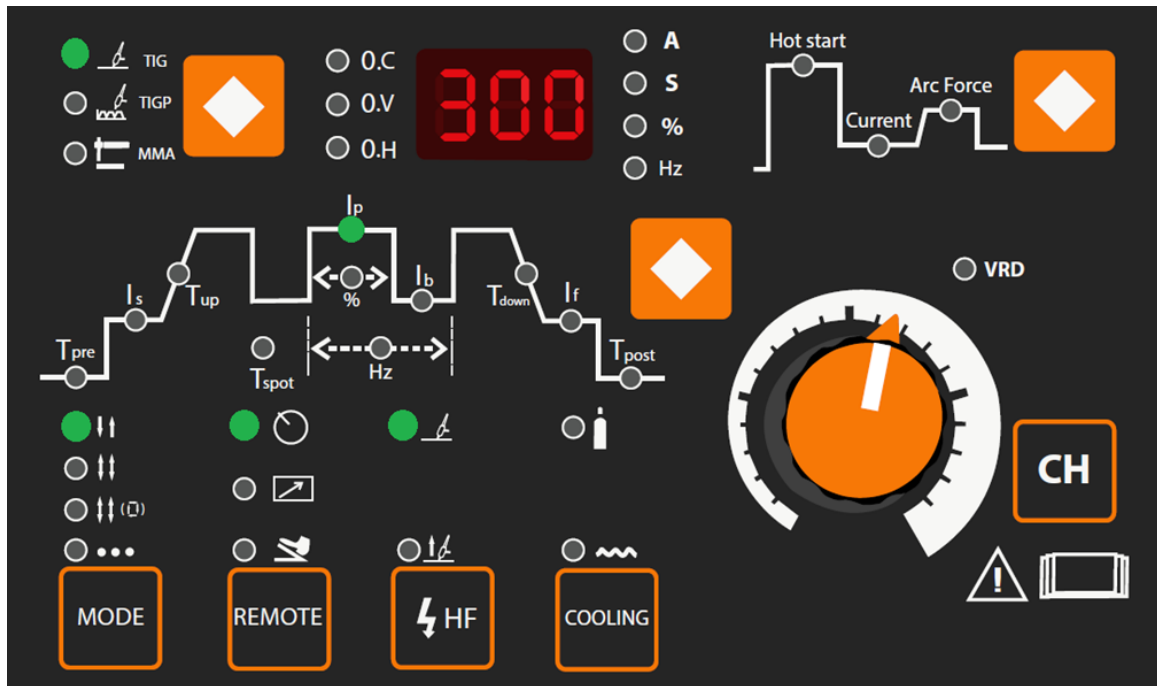 TIG
TIGP
MMA
0.C
0.V
0.H
300
A
S
%
Hz
Hot start
Current
Arc Force
Tpre
Is
Tup
Tspot
Ip
%
Ib
Hz
Tdown
If
Tpost
VRD
(0)
MODE
REMOTE
HF
COOLING
CH
!